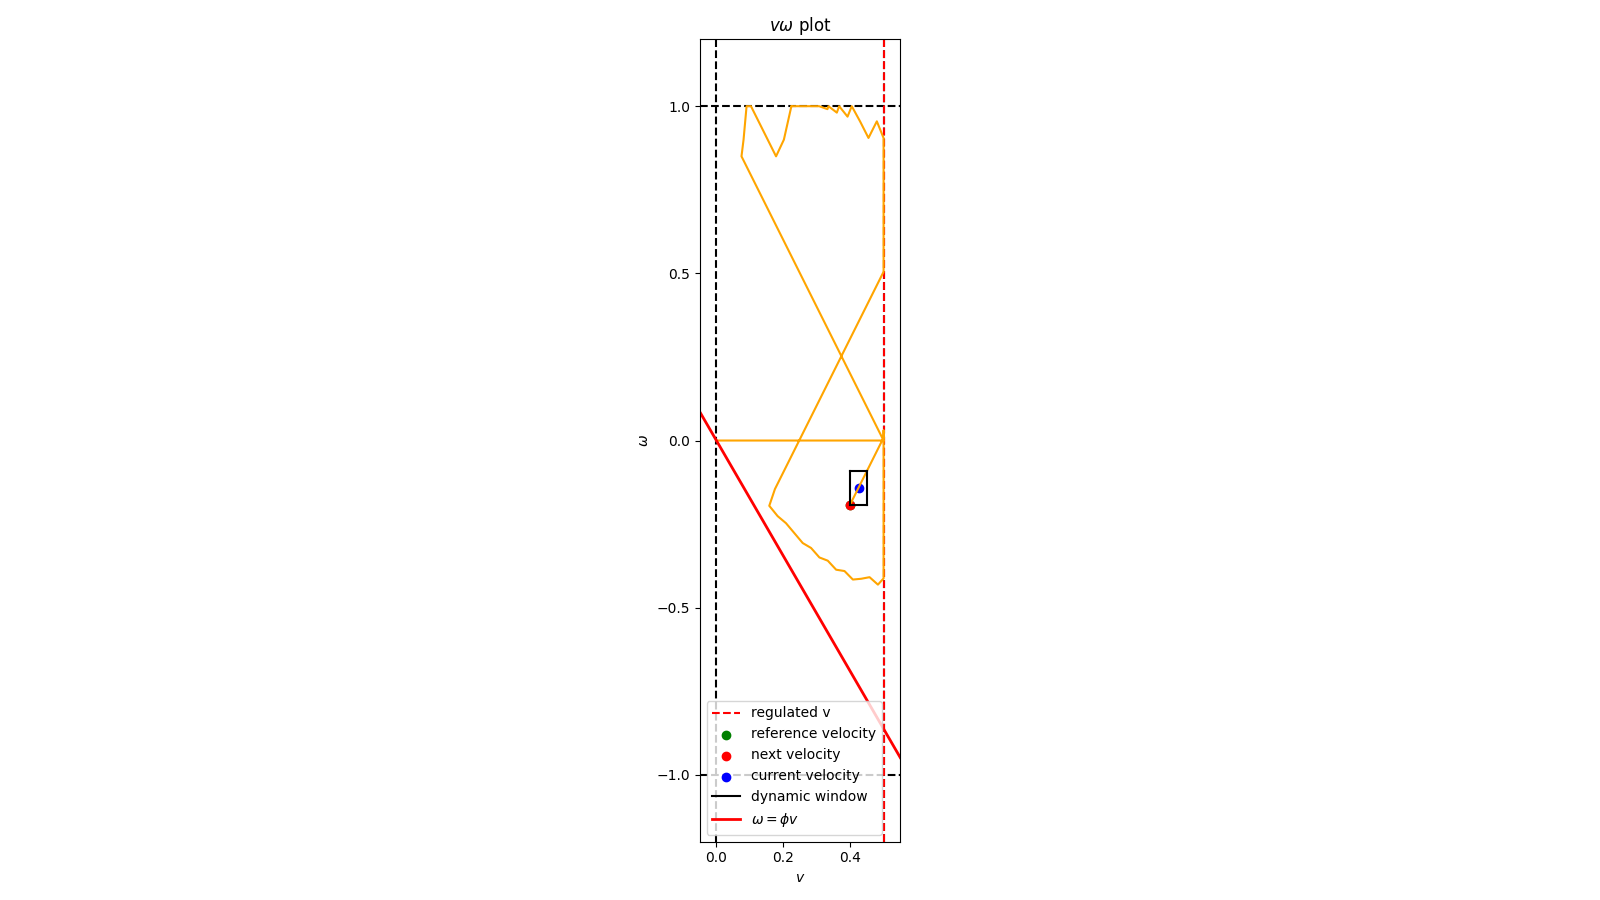 vω plot
1.0
0.5
0.0
−0.5
−1.0
ω
regulated v
reference velocity
next velocity
current velocity
dynamic window
ω = ϕv
0.0 0.2 0.4
v